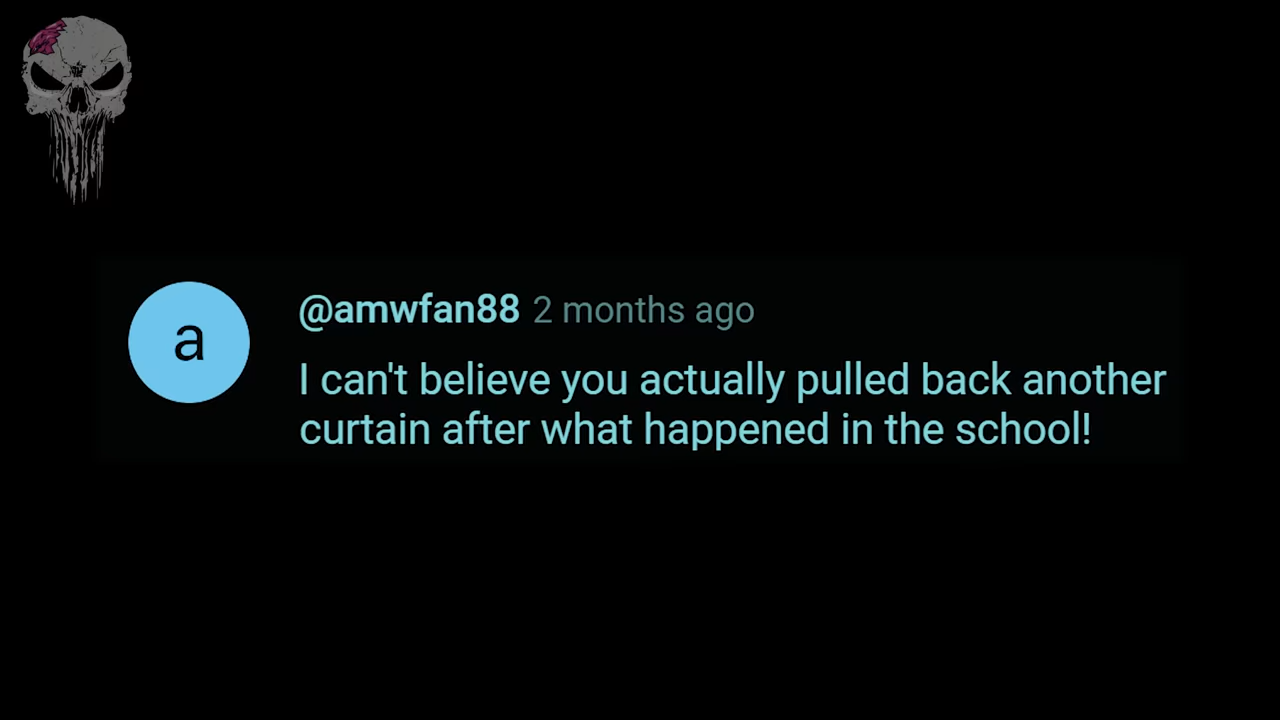 a
@amwfan88 2 months ago
I can't believe you actually pulled back another
curtain after what happened in the school!